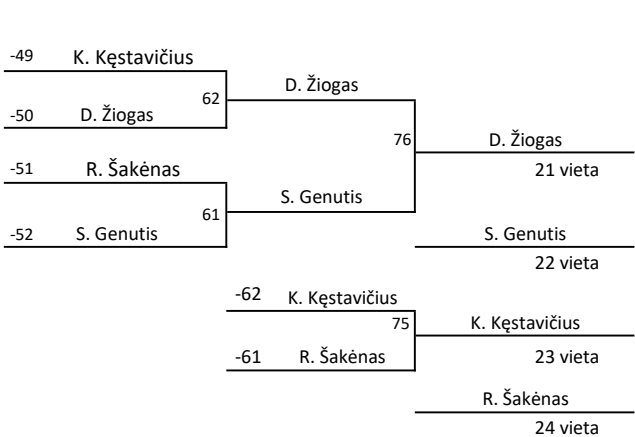 -49 K. Kęstavičius
D. Žiogas
62
-50 D. Žiogas
76 D. Žiogas
-51 R. Šakėnas
21 vieta
S. Genutis
61
-52 S. Genutis
S. Genutis
22 vieta
-62 K. Kęstavičius
75 K. Kęstavičius
-61 R. Šakėnas
23 vieta
R. Šakėnas
24 vieta